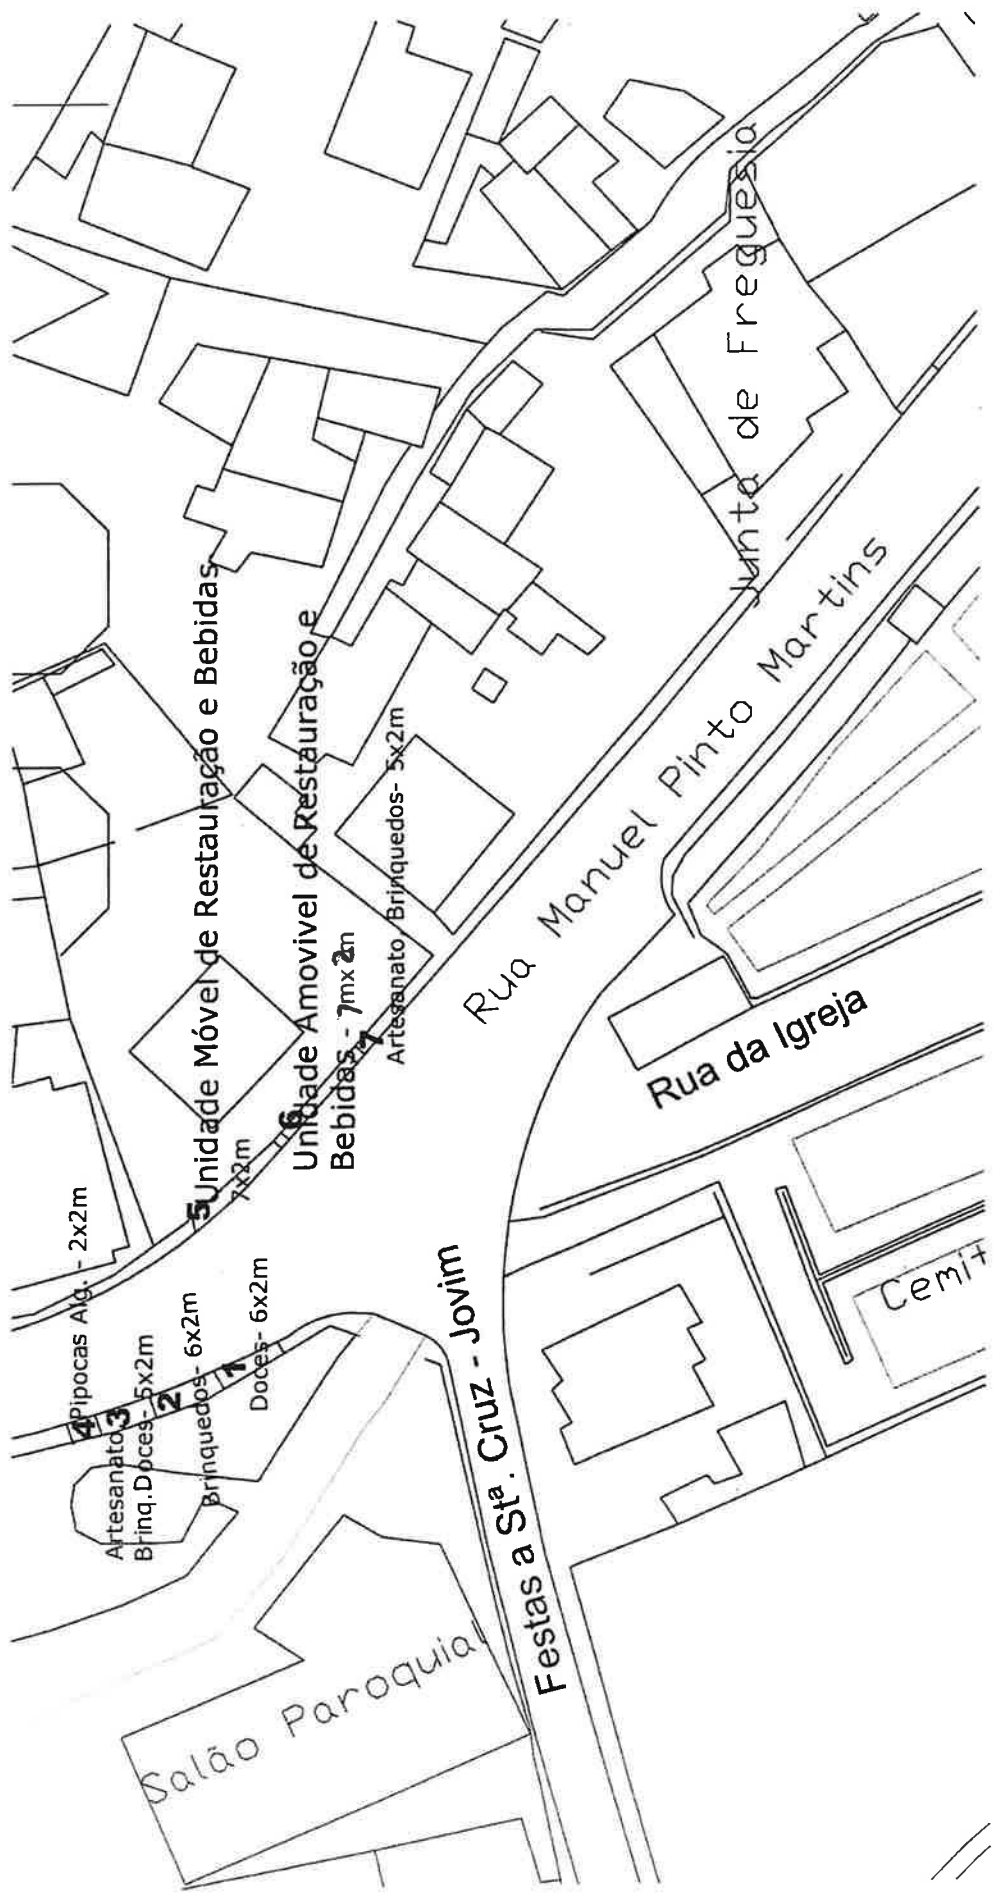 Unidade Móvel de Restauração e Bebidas
7x2m
Unidade Amovivel de Restauração e
Bebidas - 7mx2m
Artesanato, Brinquedos- 5x2m
Junta de Freguesia
Rua Manuel Pinto Martins
Rua da Igreja
Cemit
5
6
7
Pipocas Alg. - 2x2m
4
3
2
1
Artesanato,
Brinq.Doces- 5x2m
Brinquedos- 6x2m
Doces- 6x2m
Festas a Stª. Cruz - Jovim
Salão Paroquial